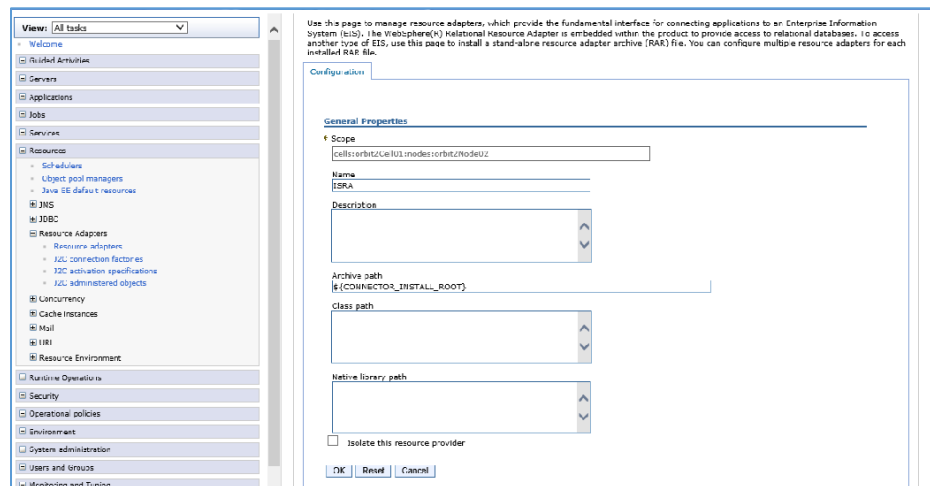 View: All tasks
Welcome
Guided Activities
Servers
Applications
Jobs
Services
Resources
Schedulers
Object pool managers
Java EE default resources
JMS
JDBC
Resource Adapters
Resource adapters
J2C connection factories
J2C activation specifications
J2C administered objects
Concurrency
Cache instances
Mail
URL
Resource Environment
Runtime Operations
Security
Operational policies
Environment
System administration
Users and Groups
Monitoring and Tuning
Use this page to manage resource adapters, which provide the fundamental interface for connecting applications to an Enterprise Information
System (EIS). The WebSphere(R) Relational Resource Adapter is embedded within the product to provide access to relational databases. To access
another type of EIS, use this page to install a stand-alone resource adapter archive (RAR) file. You can configure multiple resource adapters for each
installed RAR file.
Configuration
General Properties
* Scope
cells:orbit2Cell01:nodes:orbit2Node02
Name
ISRA
Description
Archive path
${CONNECTOR_INSTALL_ROOT}
Class path
Native library path
Isolate this resource provider
OK Reset Cancel